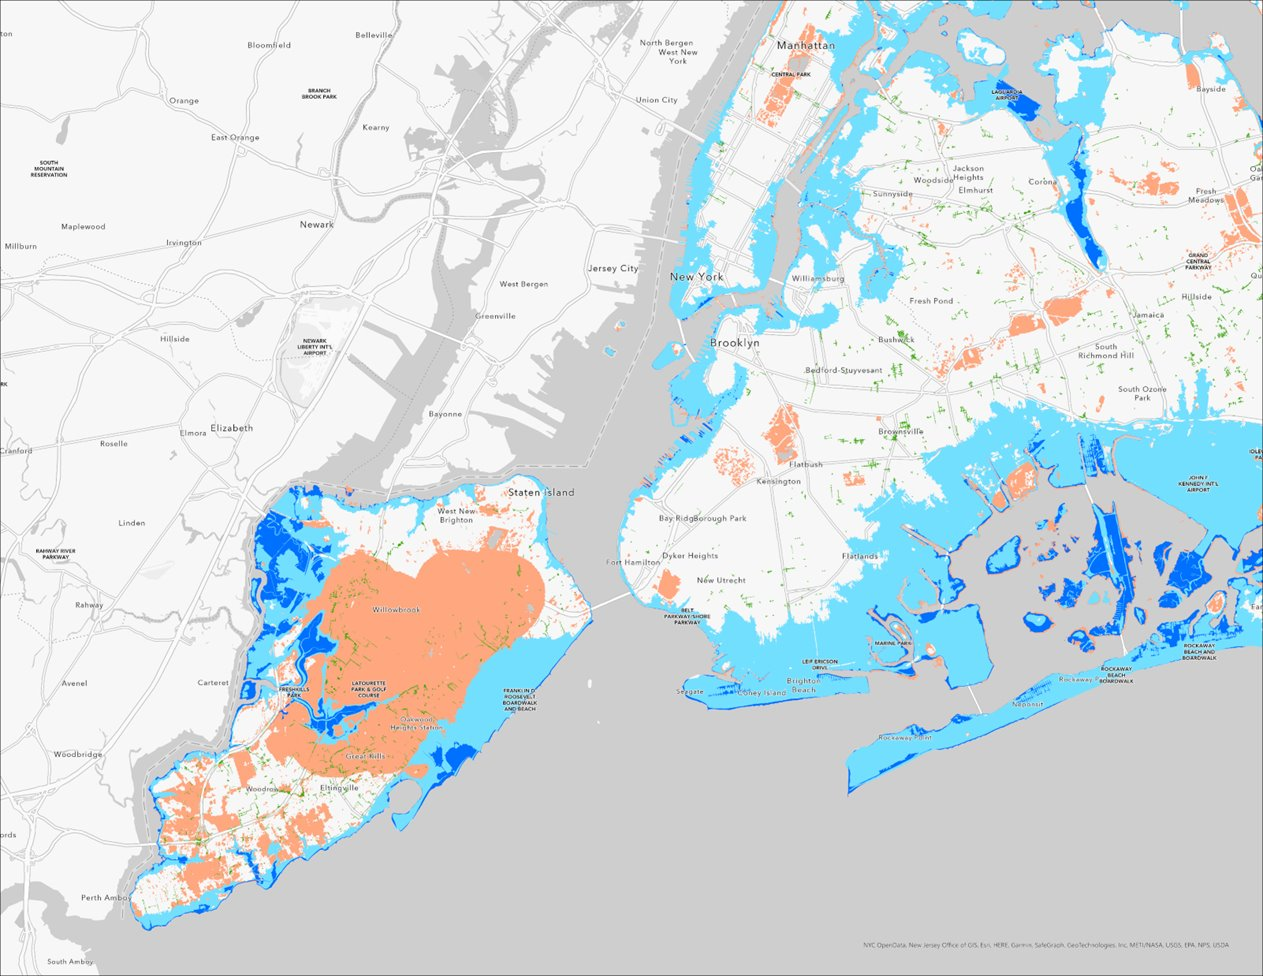 Belleville
North Bergen
West New
York
Manhattan
Bloomfield
CENTRAL PARK
BRANCH
BROOK PARK
Union City
LAGUARDIA
AIRPORT
Bayside
Orange
Kearny
East Orange
SOUTH
MOUNTAIN
RESERVATION
Jackson
Heights
Woodside
Elmhurst
Corona
Sunnyside
Fresh
Meadows
Maplewood
Newark
Irvington
Millburn
Jersey City
GRAND
CENTRAL
PARKWAY
New York
Williamsburg
West Bergen
Fresh Pond
Hillside
Greenville
Jamaica
Hillside
NEWARK
LIBERTY INT'L
AIRPORT
Brooklyn
Bushwick
South
Richmond Hill
Bedford-Stuyvesant
RK
South Ozone
Park
Bayonne
Elizabeth
Elmora
Roselle
Cranford
Brownsville
Flatbush
Kensington
JOHN F
KENNEDY INT'L
AIRPORT
Staten Island
West New
Brighton
Bay Ridge
Borough Park
Linden
RAHWAY RIVER
PARKWAY
Dyker Heights
Flatlands
Fort Hamilton
New Utrecht
Rahway
Willowbrook
BELT
PARKWAY/SHORE
PARKWAY
MARINE PARK
ROCKAWAY
BEACH AND
BOARDWALK
LEIF ERICSON
DRIVE
Carteret
Avenel
FRESHKILLS
PARK
LATOURETTE
PARK & GOLF
COURSE
FRANKLIN D
ROOSEVELT
BOARDWALK
AND BEACH
Seagate
Coney Island
Brighton
Beach
ROCKAWAY
BEACH
BOARDWALK
Neponsit
Oakwood
Heights Station
Rockaway Point
Woodbridge
Great Kills
Woodrow
Eltingville
ords
Perth Amboy
NYC OpenData, New Jersey Office of GIS, Esri, HERE, Garmin, SafeGraph, GeoTechnologies, Inc, METI/NASA, USGS, EPA, NPS, USDA
South Amboy